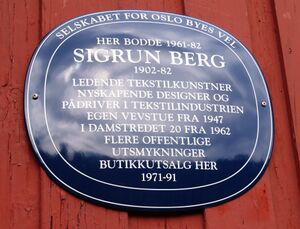 SELSKABET FOR OSLO BYES VEL
HER BODDE 1961-82
SIGRUN BERG
1902-82
LEDENDE TEKSTILKUNSTNER
NYSKAPENDE DESIGNER OG
PÅDRIVER I TEKSTILINDUSTRIEN
EGEN VEVSTUE FRA 1947
I DAMSTREDET 20 FRA 1962
FLERE OFFENTLIGE
UTSMYKNINGER
BUTIKKUTSALG HER
1971-91